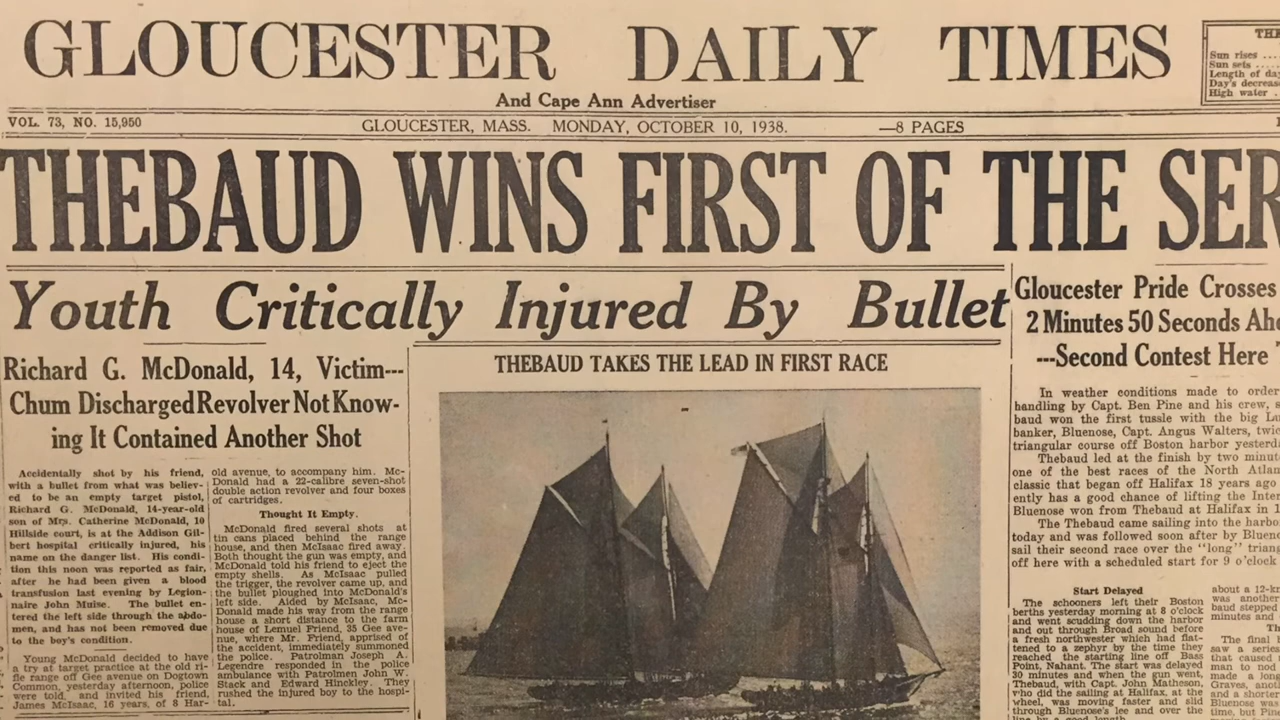 GLOUCESTER DAILY TIMES
And Cape Ann Advertiser
THE
Sun rises ....
Sun sets .....
Length of day
Day's decrease
High water .
VOL. 73, NO. 15,950
GLOUCESTER, MASS. MONDAY, OCTOBER 10, 1938.
—8 PAGES
THEBAUD WINS FIRST OF THE SER
Youth Critically Injured By Bullet
Richard G. McDonald, 14, Victim---
Chum Discharged Revolver Not Know-
ing It Contained Another Shot
Accidentally shot by his friend,
with a bullet from what was believ-
ed to be an empty target pistol,
Richard G. McDonald, 14-year-old
son of Mrs. Catherine McDonald, 10
Hillside court, is at the Addison Gil-
bert hospital critically injured, his
name on the danger list. His condi-
tion this noon was reported as fair,
after he had been given a blood
transfusion last evening by Legion-
naire John Muise. The bullet en-
tered the left side through the abdo-
men, and has not been removed due
to the boy's condition.
Young McDonald decided to have
a try at target practice at the old ri-
fle range off Gee avenue on Dogtown
Common, yesterday afternoon, police
were told, and invited his friend,
James McIsaac, 16 years, of 8 Har-
old avenue, to accompany him. Mc-
Donald had a 22-calibre seven-shot
double action revolver and four boxes
of cartridges.
Thought It Empty.
McDonald fired several shots at
tin cans placed behind the range
house, and then McIsaac fired away.
Both thought the gun was empty, and
McDonald told his friend to eject the
empty shells. As McIsaac pulled
the trigger, the revolver came up, and
the bullet ploughed into McDonald's
left side. Aided by McIsaac, Mc-
Donald made his way from the range
house a short distance to the farm
house of Lemuel Friend, 35 Gee ave-
nue, where Mr. Friend, apprised of
the accident, immediately summoned
the police. Patrolman Joseph A.
Legendre responded in the police
ambulance with Patrolmen John W.
Stack and Edward Hinckley. They
rushed the injured boy to the hospi-
tal.
THEBAUD TAKES THE LEAD IN FIRST RACE
Gloucester Pride Crosses
2 Minutes 50 Seconds Ahe
---Second Contest Here
In weather conditions made to order
handling by Capt. Ben Pine and his crew, s
baud won the first tussle with the big Lu
banker, Bluenose, Capt. Angus Walters, twic
triangular course off Boston harbor yesterd
Thebaud led at the finish by two minut
one of the best races of the North Atlan
classic that began off Halifax 18 years ago
ently has a good chance of lifting the Inter
Bluenose won from Thebaud at Halifax in 1
The Thebaud came sailing into the harbo
today and was followed soon after by Bluen
sail their second race over the "long" triang
off here with a scheduled start for 9 o'clock
Start Delayed
The schooners left their Boston
berths yesterday morning at 8 o'clock
and went scudding down the harbor
and out through Broad sound before
a fresh northwester which had flat-
tened to a zephyr by the time they
reached the starting line off Bass
Point, Nahant. The start was delayed
30 minutes and when the gun went,
Thebaud, with Capt. John Matheson,
who did the sailing at Halifax, at the
wheel, was moving faster and slid
through Bluenose's lee and over the
line by a good length.
about a 12-kn
was another
baud stepped
minutes and
Th
The final
saw a series
that caused
man to nod
made a long
Graves, anot
and a shorter
Bluenose was
time, but Pin